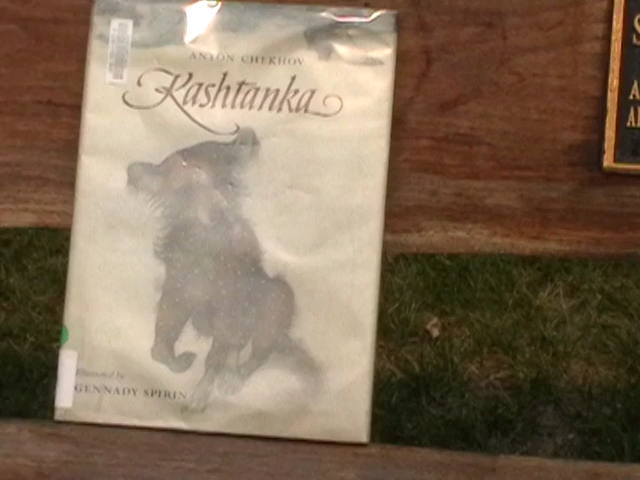 ANTON CHEKHOV
Kashtanka
Illustrated by
GENNADY SPIRIN